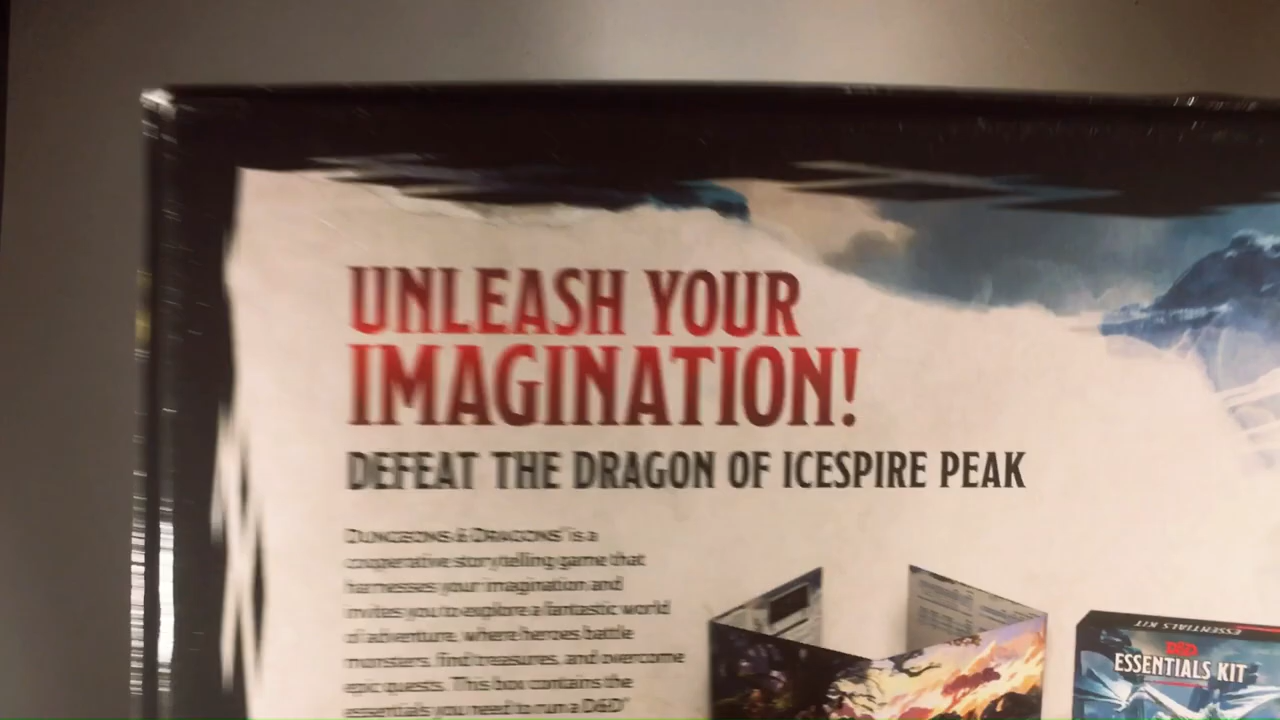 UNLEASH YOUR
IMAGINATION!
DEFEAT THE DRAGON OF ICESPIRE PEAK
DUNGEONS & DRAGONS® is a
cooperative storytelling game that
harnesses your imagination and
invites you to explore a fantastic world
of adventure, where heroes battle
monsters, find treasures, and overcome
epic quests. This box contains the
essentials you need to run a D&D®
ESSENTIALS KIT
D&D
ESSENTIALS KIT